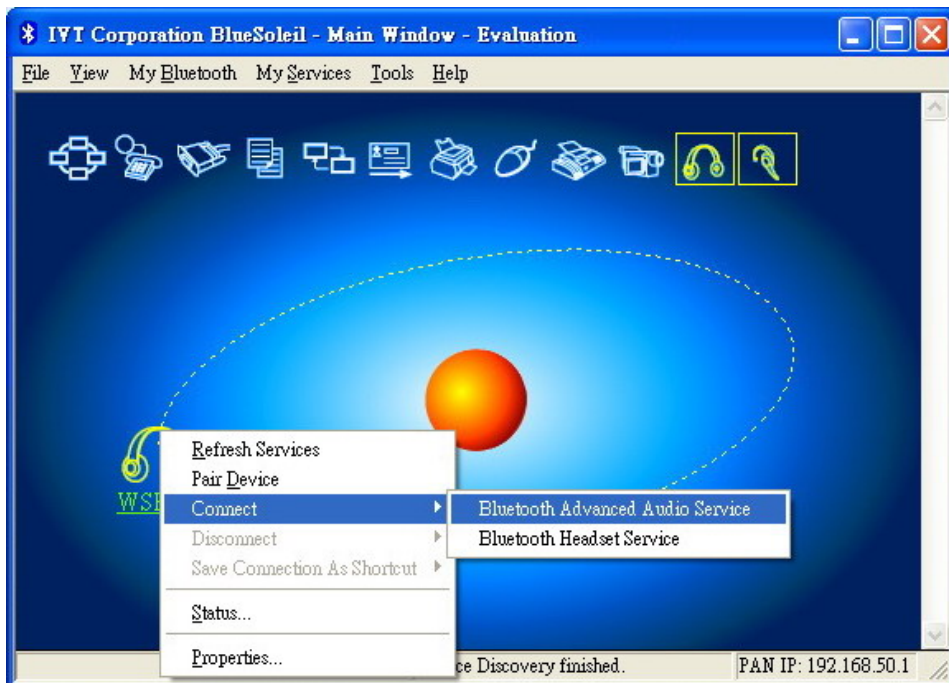 IVT Corporation BlueSoleil - Main Window - Evaluation
File View My Bluetooth My Services Tools Help
WSH
Refresh Services
Pair Device
Connect
Bluetooth Advanced Audio Service
Disconnect
Bluetooth Headset Service
Save Connection As Shortcut
Status...
Properties...
Discovery finished.
PAN IP: 192.168.50.1